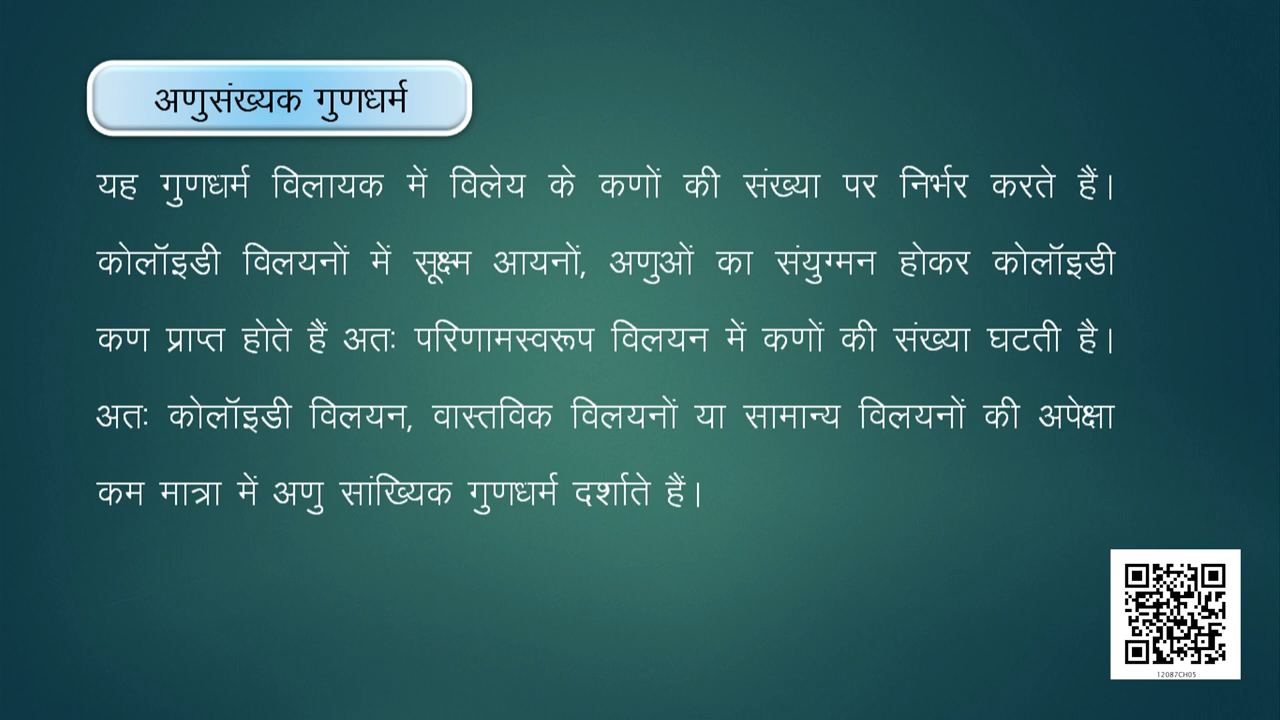 अणुसंख्यक गुणधर्म
यह गुणधर्म विलायक में विलेय के कणों की संख्या पर निर्भर करते हैं।
कोलॉइडी विलयनों में सूक्ष्म आयनों, अणुओं का संयुग्मन होकर कोलॉइडी
कण प्राप्त होते हैं अतः परिणामस्वरूप विलयन में कणों की संख्या घटती है।
अतः कोलॉइडी विलयन, वास्तविक विलयनों या सामान्य विलयनों की अपेक्षा
कम मात्रा में अणु सांख्यिक गुणधर्म दर्शाते हैं।
12087CH05